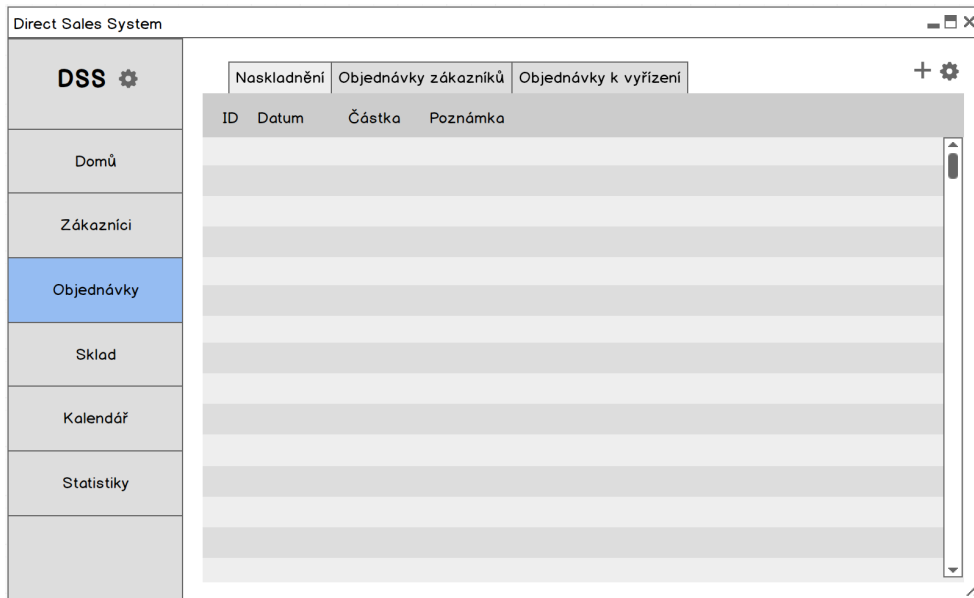 Direct Sales System
DSS
Naskladnění Objednávky zákazníků Objednávky k vyřízení
ID Datum Částka Poznámka
Domů
Zákazníci
Objednávky
Sklad
Kalendář
Statistiky